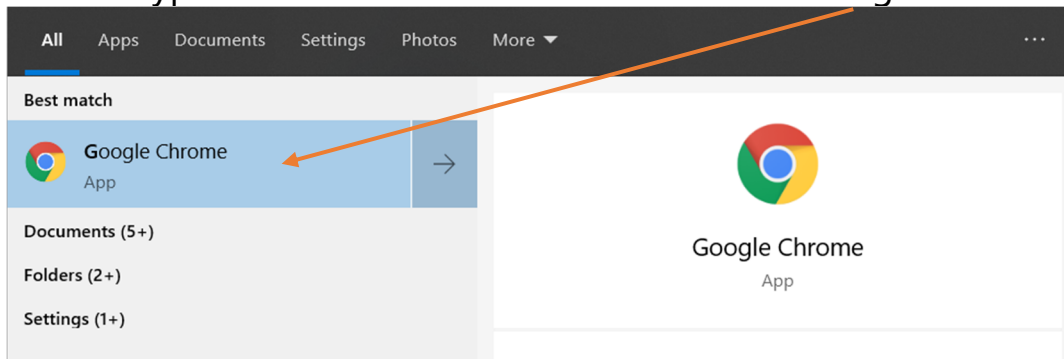 All Apps Documents Settings Photos More
Best match
Google Chrome
App
Documents (5+)
Folders (2+)
Settings (1+)
Google Chrome
App